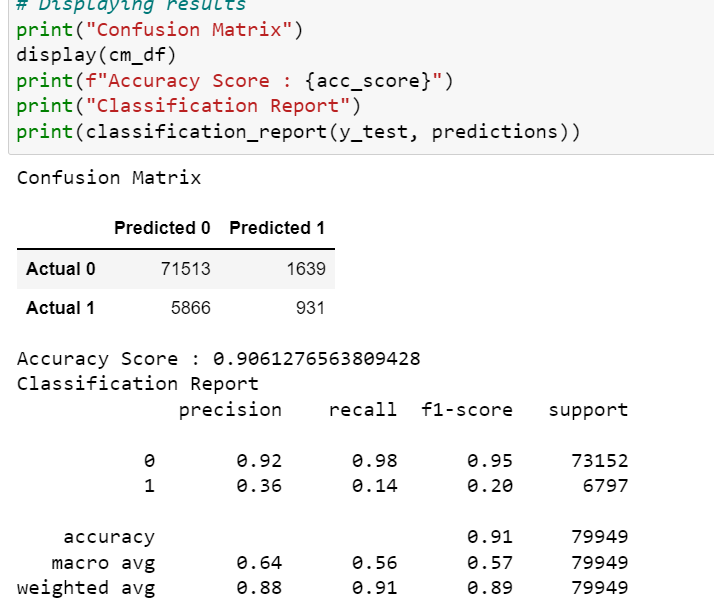 # Displaying results
print("Confusion Matrix")
display(cm_df)
print(f"Accuracy Score : {acc_score}")
print("Classification Report")
print(classification_report(y_test, predictions))
Confusion Matrix
Predicted 0 Predicted 1
Actual 0 71513 1639
Actual 1 5866 931
Accuracy Score : 0.9061276563809428
Classification Report
precision recall f1-score support
0 0.92 0.98 0.95 73152
1 0.36 0.14 0.20 6797
accuracy 0.91 79949
macro avg 0.64 0.56 0.57 79949
weighted avg 0.88 0.91 0.89 79949